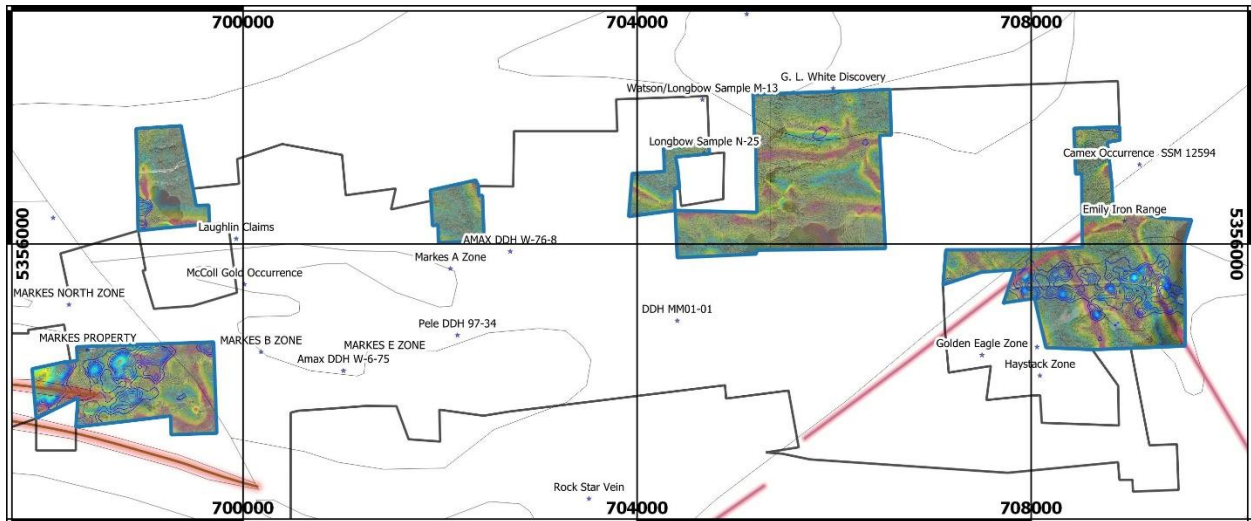 700000
704000
708000
G. L. White Discovery
Watson/Longbow Sample M-13
Longbow Sample N-25
Camex Occurrence SSM 12594
Emily Iron Range
Laughlin Claims
5356000
5356000
AMAX DDH W-76-8
Markes A Zone
McColl Gold Occurrence
MARKES NORTH ZONE
Pele DDH 97-34
DDH MM01-01
MARKES PROPERTY
MARKES B ZONE
MARKES E ZONE
Golden Eagle Zone
Amax DDH W-6-75
Haystack Zone
Rock Star Vein
700000
704000
708000